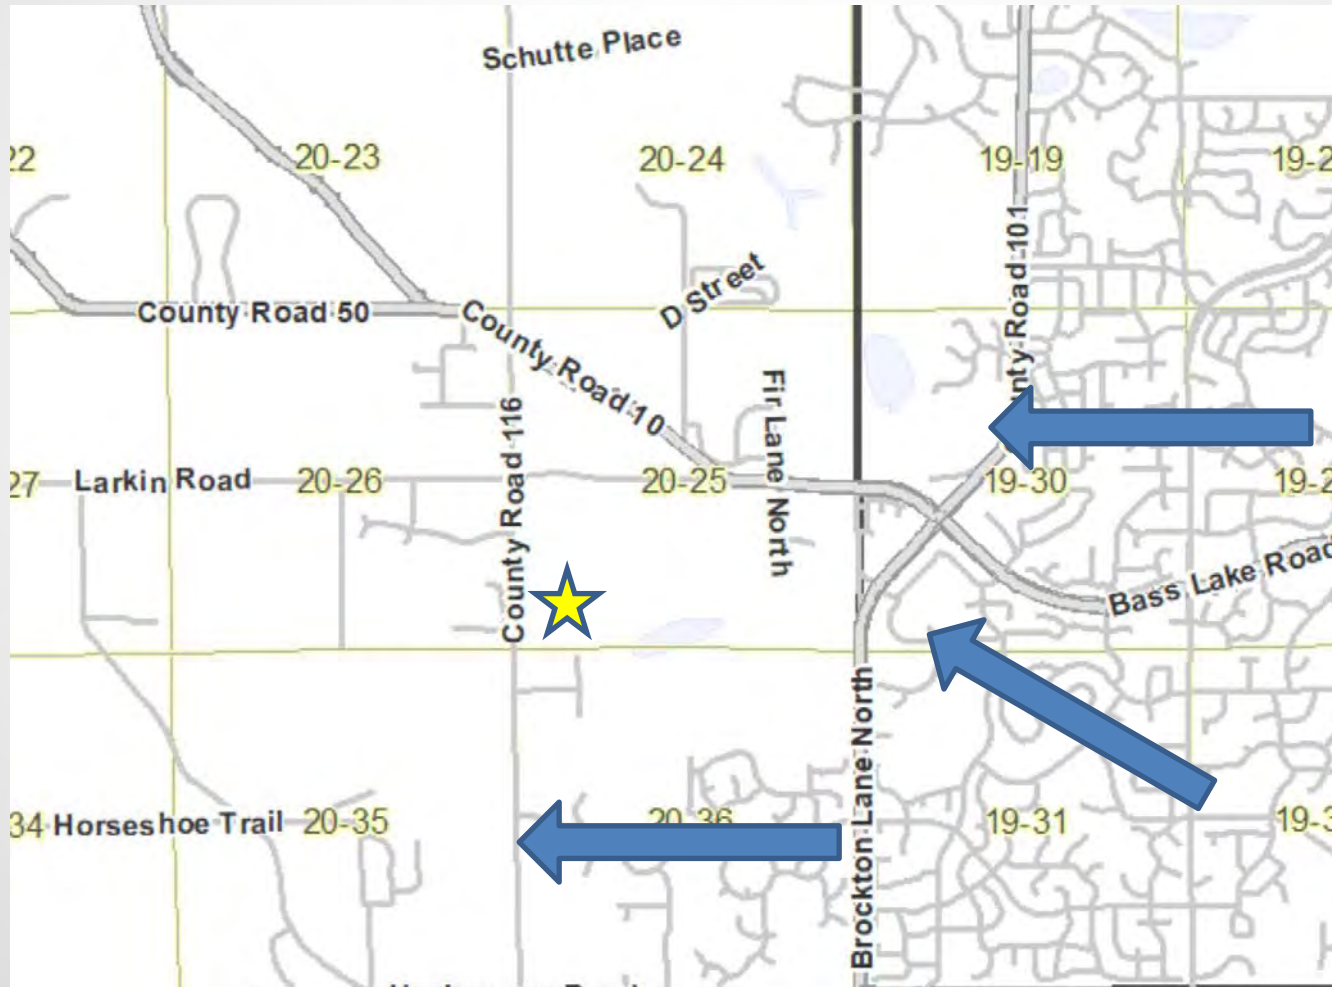 Schutte Place
22
20-23
20-24
19-19
19-2
County Road 101
D Street
County Road 50
County Road 10
Fir Lane North
County Road 116
27
Larkin Road
20-26
20-25
19-30
19-2
Bass Lake Road
Brockton Lane North
34
Horseshoe Trail
20-35
20-36
19-31
19-3